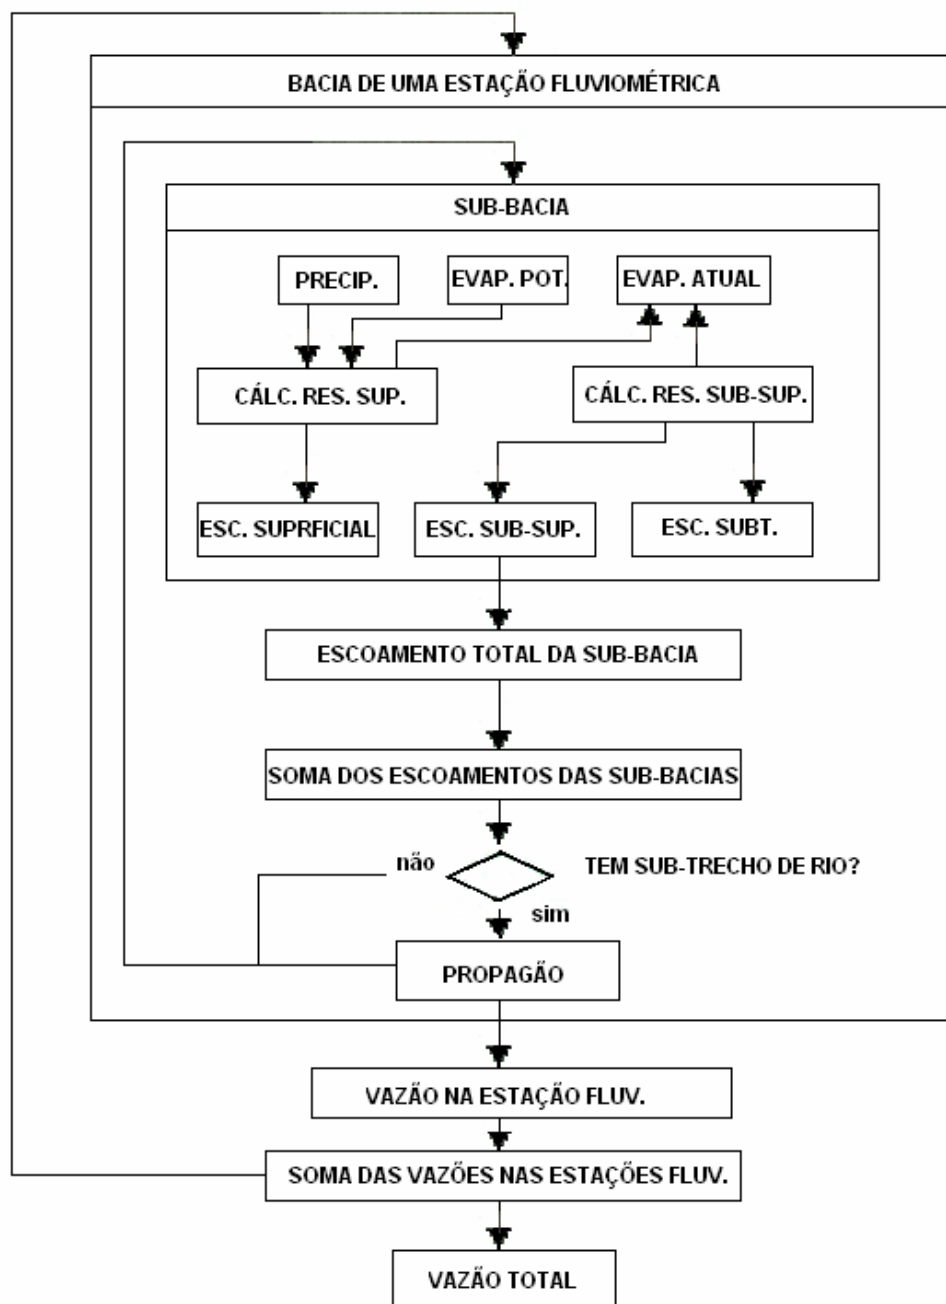 BACIA DE UMA ESTAÇÃO FLUVIOMÉTRICA
SUB-BACIA
PRECIP.
EVAP. POT.
EVAP. ATUAL
CÁLC. RES. SUP.
CÁLC. RES. SUB-SUP.
ESC. SUPRFICIAL
ESC. SUB-SUP.
ESC. SUBT.
ESCOAMENTO TOTAL DA SUB-BACIA
SOMA DOS ESCOAMENTOS DAS SUB-BACIAS
não
TEM SUB-TRECHO DE RIO?
sim
PROPAGÃO
VAZÃO NA ESTAÇÃO FLUV.
SOMA DAS VAZÕES NAS ESTAÇÕES FLUV.
VAZÃO TOTAL